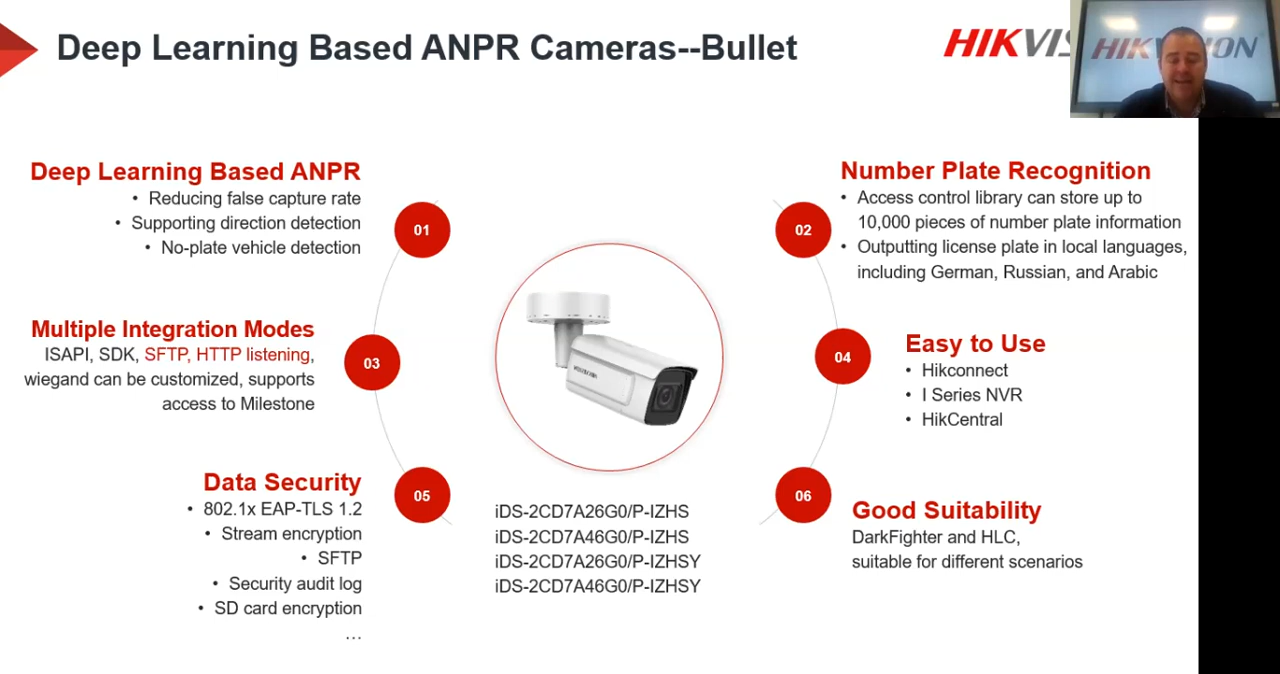 Deep Learning Based ANPR Cameras--Bullet
HIKVIS
HIKVISION
Deep Learning Based ANPR
• Reducing false capture rate
• Supporting direction detection
• No-plate vehicle detection
01
02
Number Plate Recognition
• Access control library can store up to
10,000 pieces of number plate information
• Outputting license plate in local languages,
including German, Russian, and Arabic
Multiple Integration Modes
ISAPI, SDK, SFTP, HTTP listening,
wiegand can be customized, supports
access to Milestone
03
HIKVISION
04
Easy to Use
• Hikconnect
• I Series NVR
• HikCentral
Data Security
• 802.1x EAP-TLS 1.2
• Stream encryption
• SFTP
• Security audit log
• SD card encryption
...
05
iDS-2CD7A26G0/P-IZHS
iDS-2CD7A46G0/P-IZHS
iDS-2CD7A26G0/P-IZHSY
iDS-2CD7A46G0/P-IZHSY
06
Good Suitability
DarkFighter and HLC,
suitable for different scenarios